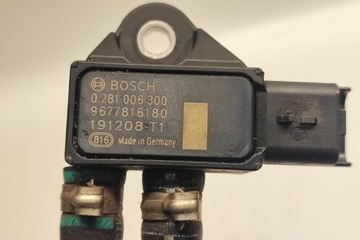 BOSCH
0 281 006 300
9677816180
191208-T1
816 Made in Germany